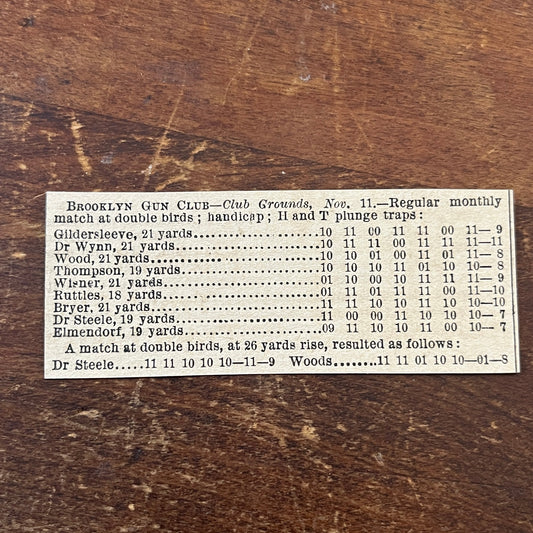 BROOKLYN GUN CLUB—Club Grounds, Nov. 11.—Regular monthly
match at double birds; handicap; H and T plunge traps:
Gildersleeve, 21 yards....................10 11 00 11 11 00 11— 9
Dr Wynn, 21 yards.........................10 11 11 00 11 11 11—11
Wood, 21 yards............................10 10 01 00 11 10 11— 8
Thompson, 19 yards........................10 10 10 11 01 10 10— 8
Wisner, 21 yards..........................01 10 00 10 11 11 11— 9
Ruttles, 18 yards.........................01 11 01 11 11 00 11—10
Bryer, 21 yards...........................11 11 10 10 11 10 10—10
Dr Steele, 19 yards.......................11 00 00 11 10 10 10— 7
Elmendorf, 19 yards.......................09 11 10 10 11 00 10— 7
A match at double birds, at 26 yards rise, resulted as follows:
Dr Steele.....11 11 10 10 10—11—9 Woods........11 11 01 10 10—01—8